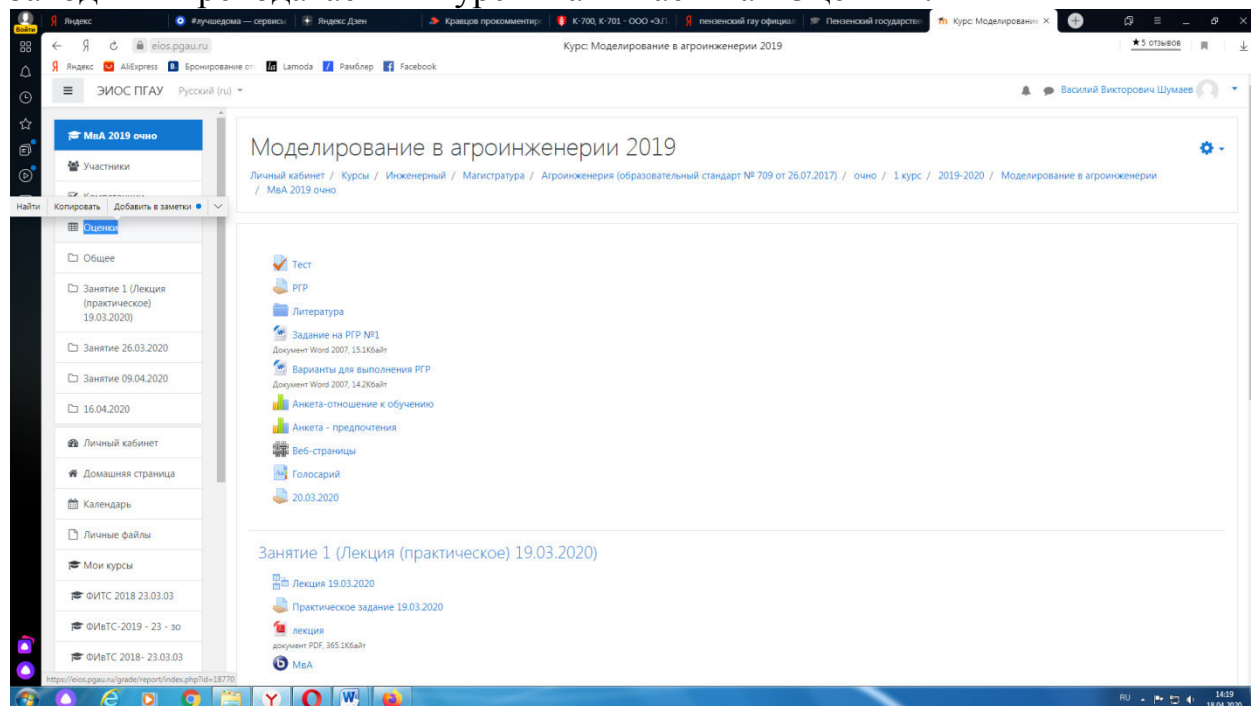 Войти
Яндекс
#лучшедома — сервисы
Яндекс Дзен
Кравцов прокомментир
К-700, К-701 - ООО «ЭЛ
пензенский гау официал
Пензенский государстве
Курс: Моделирование
eios.pgau.ru
Курс: Моделирование в агроинженерии 2019
★5 отзывов
Яндекс
AliExpress
Бронирование от
Lamoda
Рамблер
Facebook
ЭИОС ПГАУ
Русский (ru)
Василий Викторович Шумаев
МвА 2019 очно
Участники
Найти
Копировать
Добавить в заметки
Оценки
Общее
Занятие 1 (Лекция
(практическое)
19.03.2020)
Занятие 26.03.2020
Занятие 09.04.2020
16.04.2020
Личный кабинет
Домашняя страница
Календарь
Личные файлы
Мои курсы
ФИТС 2018 23.03.03
ФИвТС-2019 - 23 - зо
ФИвТС 2018- 23.03.03
Моделирование в агроинженерии 2019
Личный кабинет / Курсы / Инженерный / Магистратура / Агроинженерия (образовательный стандарт № 709 от 26.07.2017) / очно / 1 курс / 2019-2020 / Моделирование в агроинженерии
/ МвА 2019 очно
Тест
РГР
Литература
Задание на РГР №1
Документ Word 2007, 15.1Кбайт
Варианты для выполнения РГР
Документ Word 2007, 14.2Кбайт
Анкета-отношение к обучению
Анкета - предпочтения
Веб-страницы
Голосарий
20.03.2020
Занятие 1 (Лекция (практическое) 19.03.2020)
Лекция 19.03.2020
Практическое задание 19.03.2020
лекция
документ PDF, 365.1Кбайт
МвА
https://eios.pgau.ru/grade/report/index.php?id=18770
RU
14:19
18.04.2020